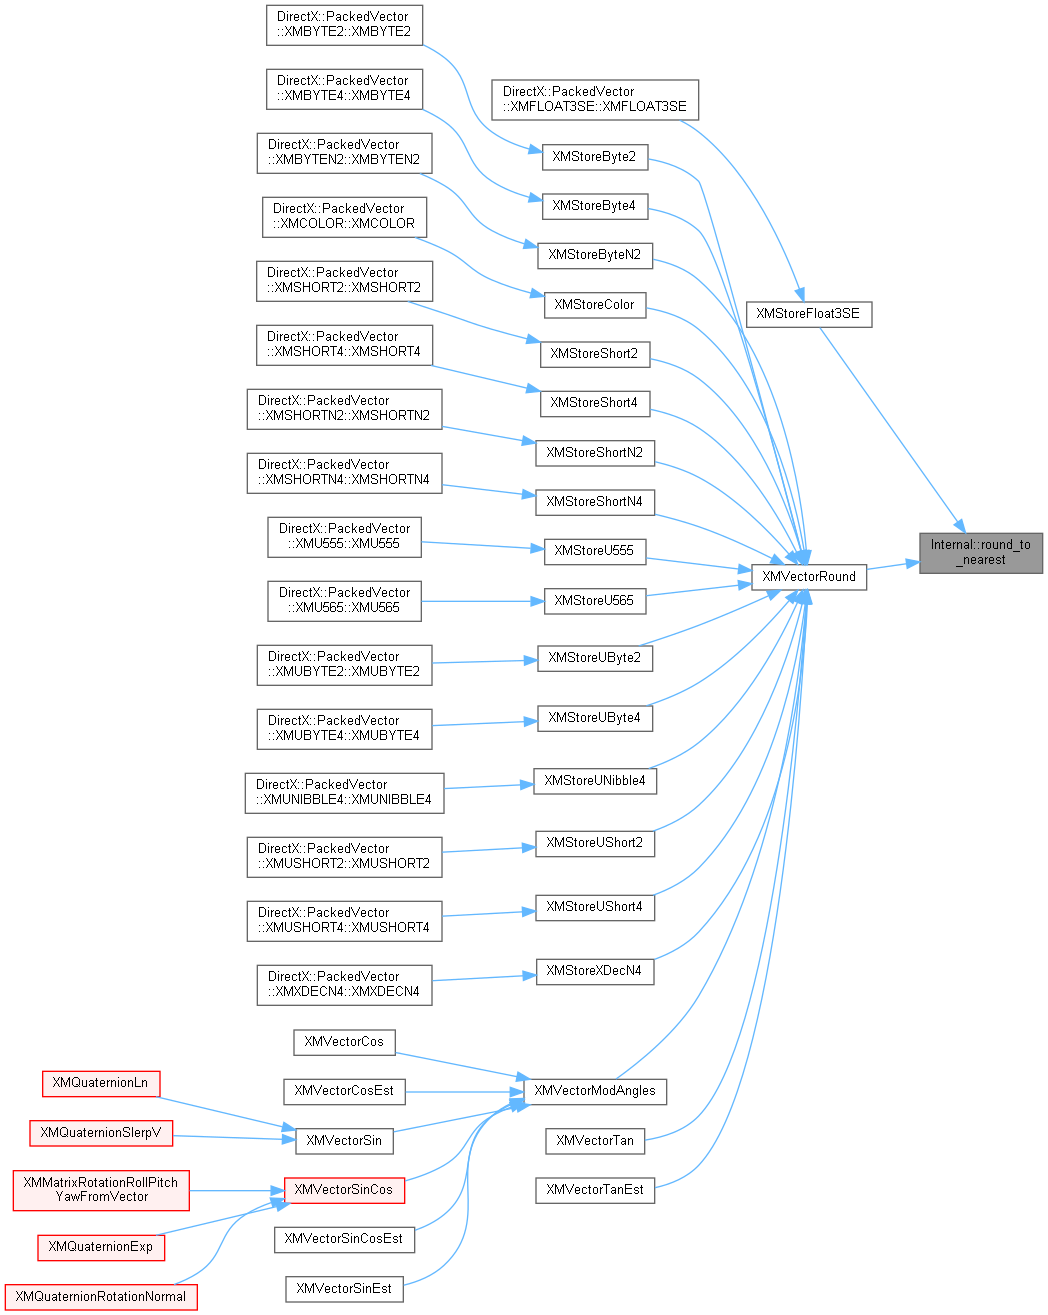 DirectX::PackedVector
::XMBYTE2::XMBYTE2
DirectX::PackedVector
::XMBYTE4::XMBYTE4
DirectX::PackedVector
::XMBYTEN2::XMBYTEN2
DirectX::PackedVector
::XMCOLOR::XMCOLOR
DirectX::PackedVector
::XMSHORT2::XMSHORT2
DirectX::PackedVector
::XMSHORT4::XMSHORT4
DirectX::PackedVector
::XMSHORTN2::XMSHORTN2
DirectX::PackedVector
::XMSHORTN4::XMSHORTN4
DirectX::PackedVector
::XMU555::XMU555
DirectX::PackedVector
::XMU565::XMU565
DirectX::PackedVector
::XMUBYTE2::XMUBYTE2
DirectX::PackedVector
::XMUBYTE4::XMUBYTE4
DirectX::PackedVector
::XMUNIBBLE4::XMUNIBBLE4
DirectX::PackedVector
::XMUSHORT2::XMUSHORT2
DirectX::PackedVector
::XMUSHORT4::XMUSHORT4
DirectX::PackedVector
::XMXDECN4::XMXDECN4
XMVectorCos
XMVectorCosEst
XMVectorSin
XMVectorSinCos
XMVectorSinCosEst
XMVectorSinEst
XMQuaternionLn
XMQuaternionSlerpV
XMMatrixRotationRollPitch
YawFromVector
XMQuaternionExp
XMQuaternionRotationNormal
DirectX::PackedVector
::XMFLOAT3SE::XMFLOAT3SE
XMStoreByte2
XMStoreByte4
XMStoreByteN2
XMStoreColor
XMStoreShort2
XMStoreShort4
XMStoreShortN2
XMStoreShortN4
XMStoreU555
XMStoreU565
XMStoreUByte2
XMStoreUByte4
XMStoreUNibble4
XMStoreUShort2
XMStoreUShort4
XMStoreXDecN4
XMVectorModAngles
XMVectorTan
XMVectorTanEst
XMStoreFloat3SE
XMVectorRound
Internal::round_to
_nearest